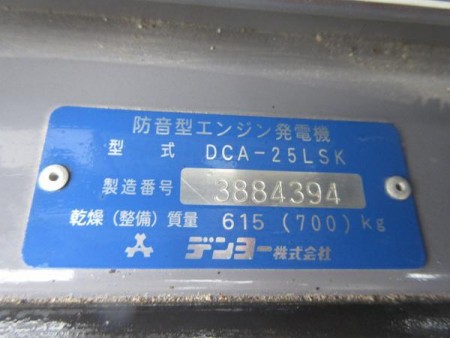 防音型エンジン発電機
型式 DCA-25LSK
製造番号 3884394
乾燥(整備)質量 615(700)kg
デンヨー株式会社